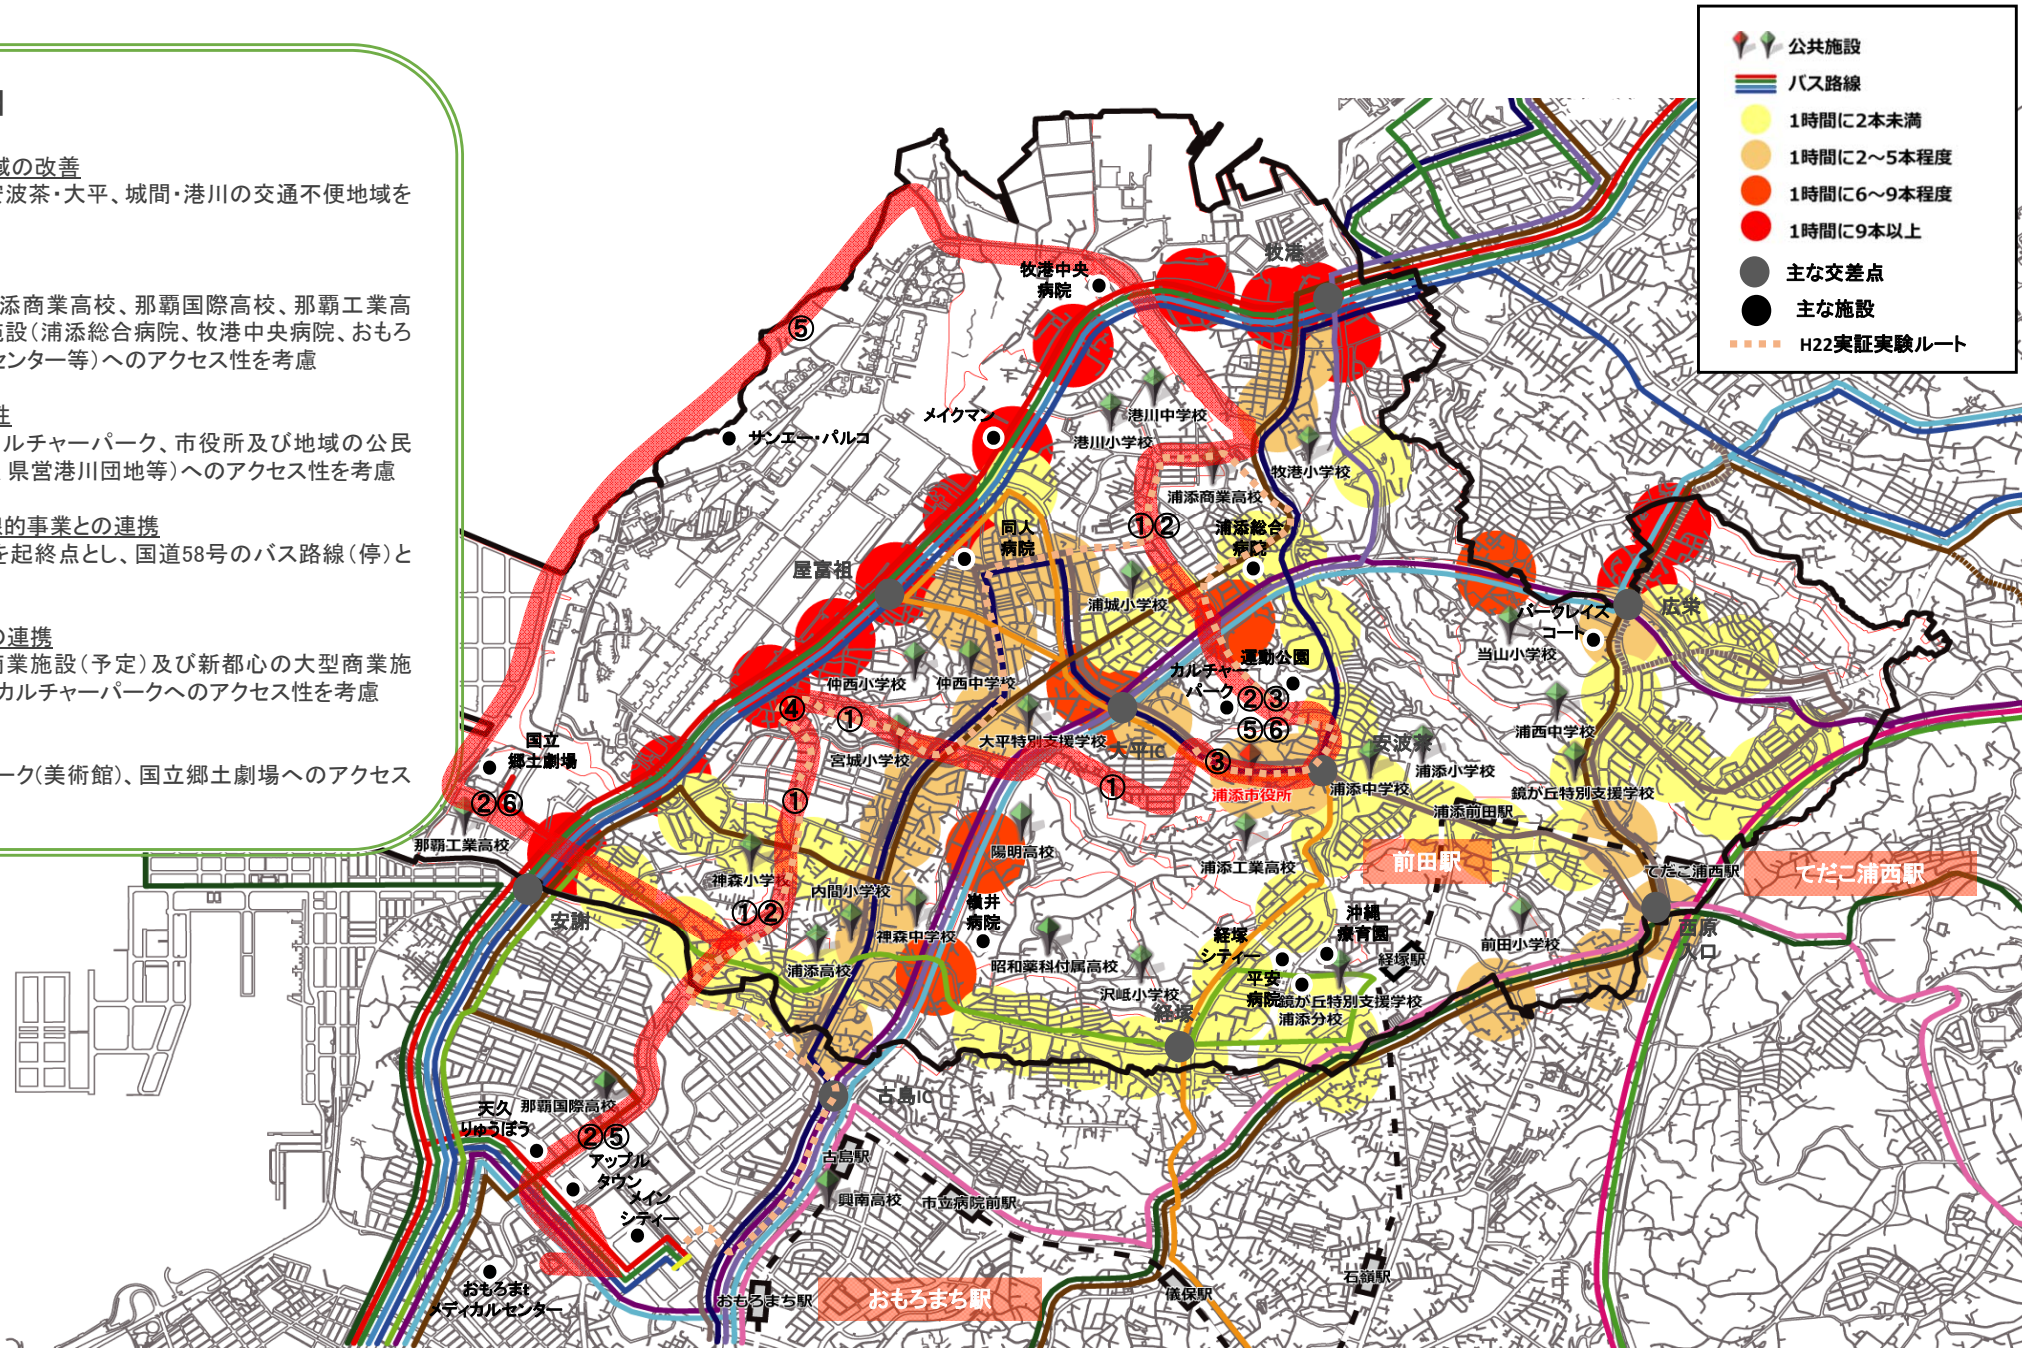 域の改善
安波茶・大平、城間・港川の交通不便地域を
添商業高校、那覇国際高校、那覇工業高
施設（浦添総合病院、牧港中央病院、おもろ
センター等）へのアクセス性を考慮
性
ルチャーパーク、市役所及び地域の公民
県営港川団地等）へのアクセス性を考慮
的事業との連携
を起終点とし、国道58号のバス路線（停）と
の連携
商業施設（予定）及び新都心の大型商業施
カルチャーパークへのアクセス性を考慮
ーク（美術館）、国立郷土劇場へのアクセス
公共施設
バス路線
1時間に2本未満
1時間に2～5本程度
1時間に6～9本程度
1時間に9本以上
主な交差点
主な施設
H22実証実験ルート
牧港
牧港中央
病院
⑤
メイクマン
港川中学校
港川小学校
サンエー・パルコ
牧港小学校
浦添商業高校
①②
浦添総合
病院
同人
病院
屋富祖
浦城小学校
バークレイズ
コート
広栄
当山小学校
運動公園
カルチャー
パーク
②③
⑤⑥
仲西小学校
仲西中学校
④
①
大平特別支援学校
大平IC
宮城小学校
浦西中学校
安波茶
浦添小学校
国立
郷土劇場
③
①
浦添市役所
浦添中学校
鏡が丘特別支援学校
②⑥
①
浦添前田駅
那覇工業高校
陽明高校
浦添工業高校
前田駅
てだこ浦西駅
てだこ浦西駅
神森小学校
内間小学校
①②
安謝
嶺井
病院
神森中学校
沖縄
療育園
経塚
シティー
西原
入口
前田小学校
経塚駅
浦添高校
昭和薬科付属高校
沢岻小学校
平安
病院
鏡が丘特別支援学校
浦添分校
経塚
古島IC
那覇国際高校
天久
りゅうぼう
②⑤
アップル
タウン
古島駅
メイン
シティー
興南高校
市立病院前駅
石嶺駅
儀保駅
おもろまt
メディカルセンター
おもろまち駅
おもろまち駅